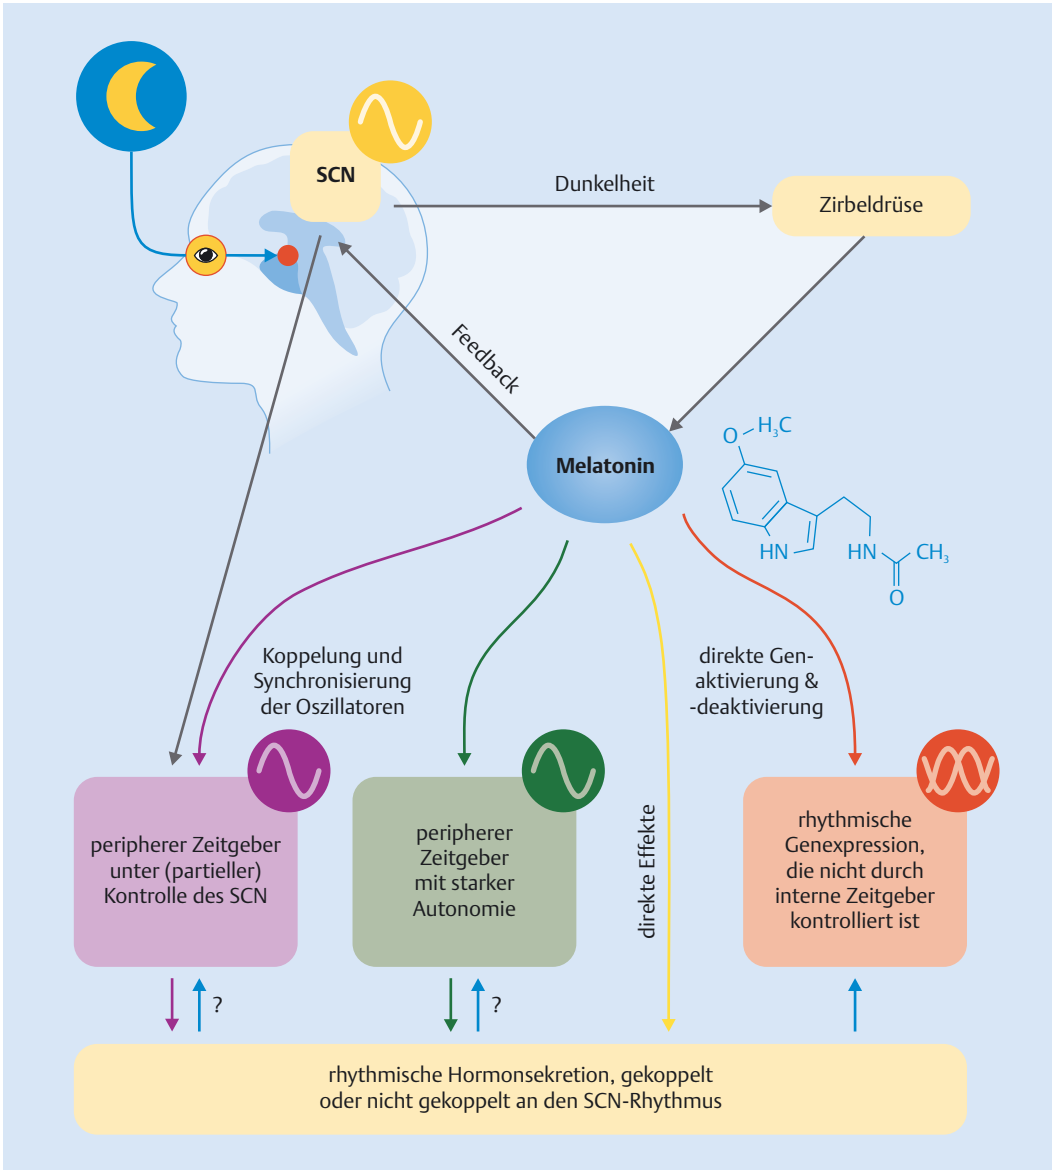 SCN
Dunkelheit
Zirbeldrüse
Feedback
Melatonin
O
H₃C
HN
HN
CH₃
O
Koppelung und
Synchronisierung
der Oszillatoren
direkte Gen-
aktivierung &
-deaktivierung
peripherer Zeitgeber
unter (partieller)
Kontrolle des SCN
peripherer
Zeitgeber
mit starker
Autonomie
direkte Effekte
rhythmische
Genexpression,
die nicht durch
interne Zeitgeber
kontrolliert ist
?
?
rhythmische Hormonsekretion, gekoppelt
oder nicht gekoppelt an den SCN-Rhythmus